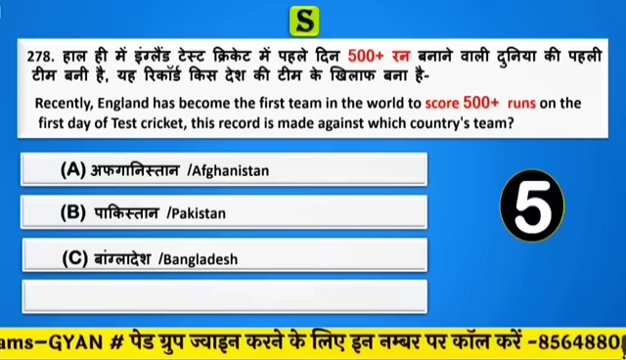 S
278. हाल ही में इंग्लैंड टेस्ट क्रिकेट में पहले दिन 500+ रन बनाने वाली दुनिया की पहली
टीम बनी है, यह रिकॉर्ड किस देश की टीम के खिलाफ बना है-
Recently, England has become the first team in the world to score 500+ runs on the
first day of Test cricket, this record is made against which country's team?
(A) अफगानिस्तान /Afghanistan
(B) पाकिस्तान /Pakistan
5
(C) बांग्लादेश /Bangladesh
ams-GYAN # पेड ग्रुप ज्वाइन करने के लिए इन नम्बर पर कॉल करें -8564880